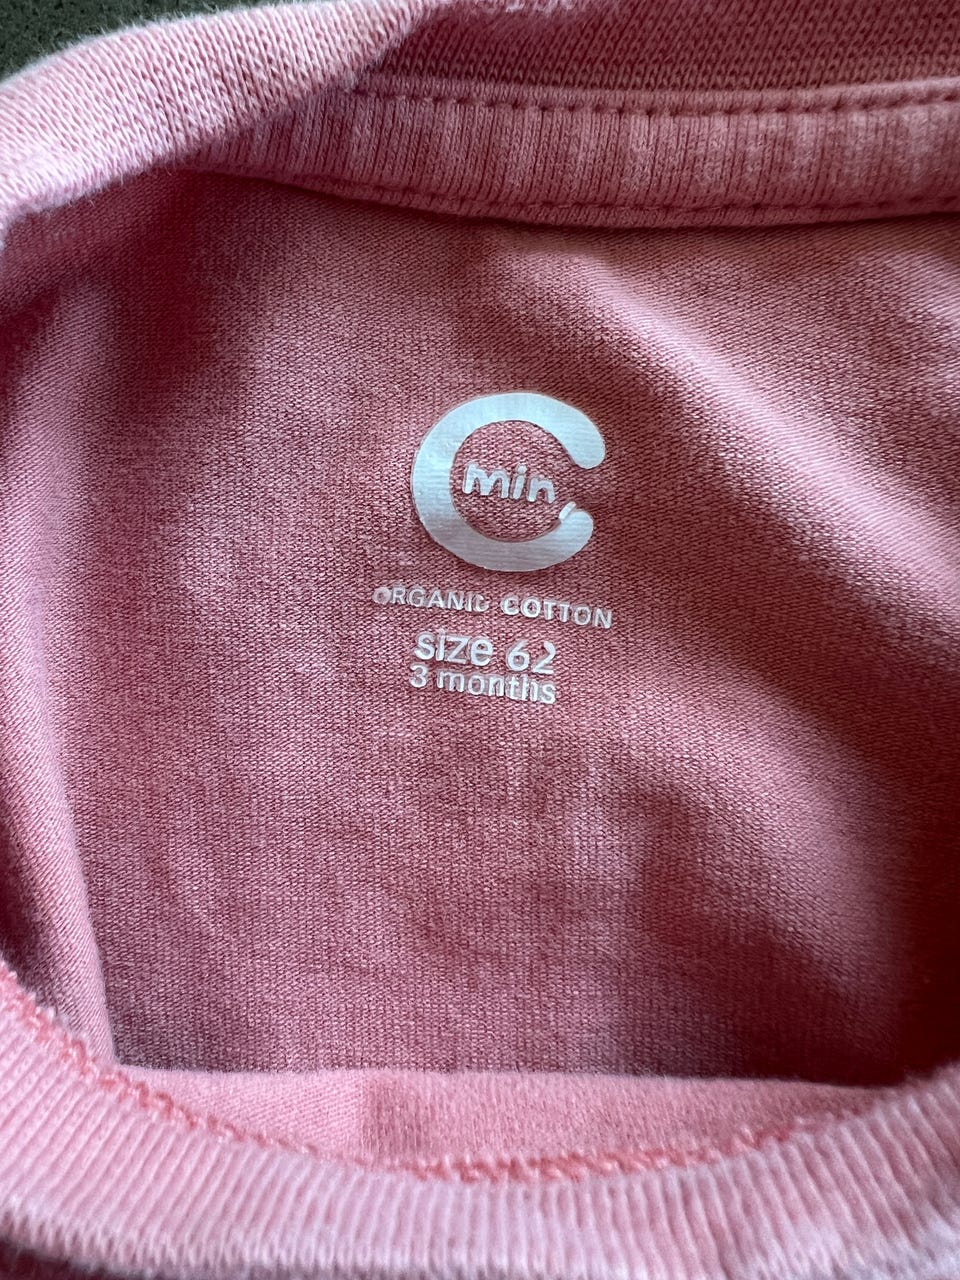 min
ORGANIC COTTON
size 62
3 months